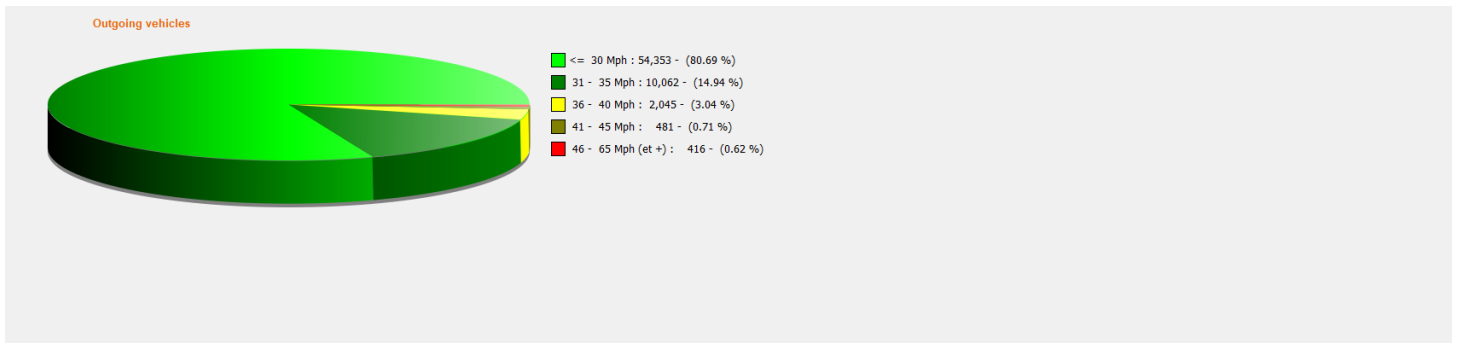 Outgoing vehicles
<= 30 Mph : 54,353 - (80.69 %)
31 - 35 Mph : 10,062 - (14.94 %)
36 - 40 Mph : 2,045 - (3.04 %)
41 - 45 Mph : 481 - (0.71 %)
46 - 65 Mph (et +) : 416 - (0.62 %)